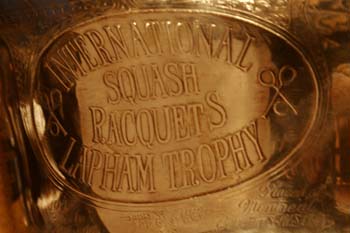 INTERNATIONAL
SQUASH
RACQUETS
LAPHAM TROPHY